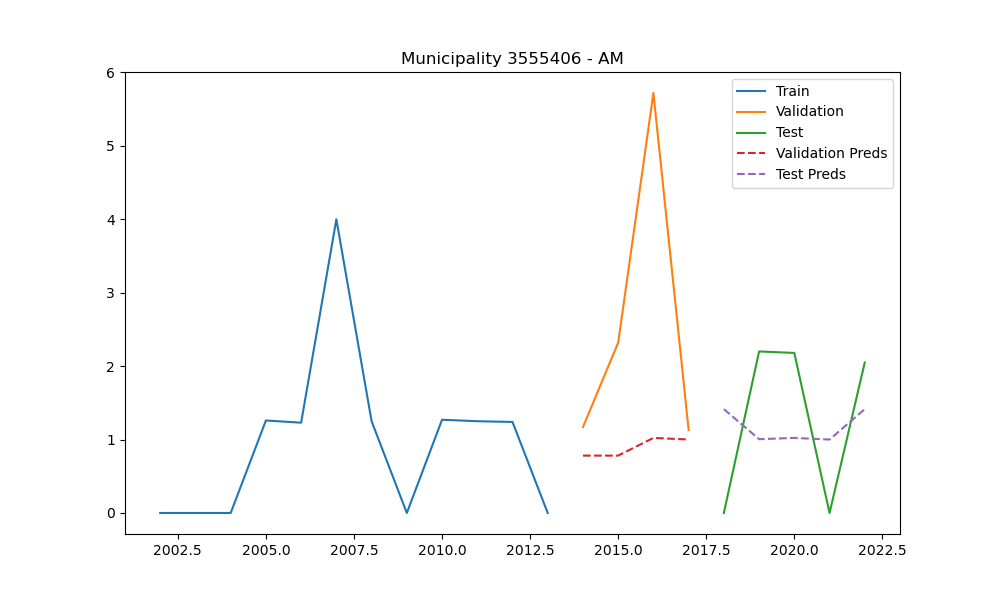 Municipality 3555406 - AM
Train
Validation
Test
Validation Preds
Test Preds
6
5
4
3
2
1
0
2002.5 2005.0 2007.5 2010.0 2012.5 2015.0 2017.5 2020.0 2022.5